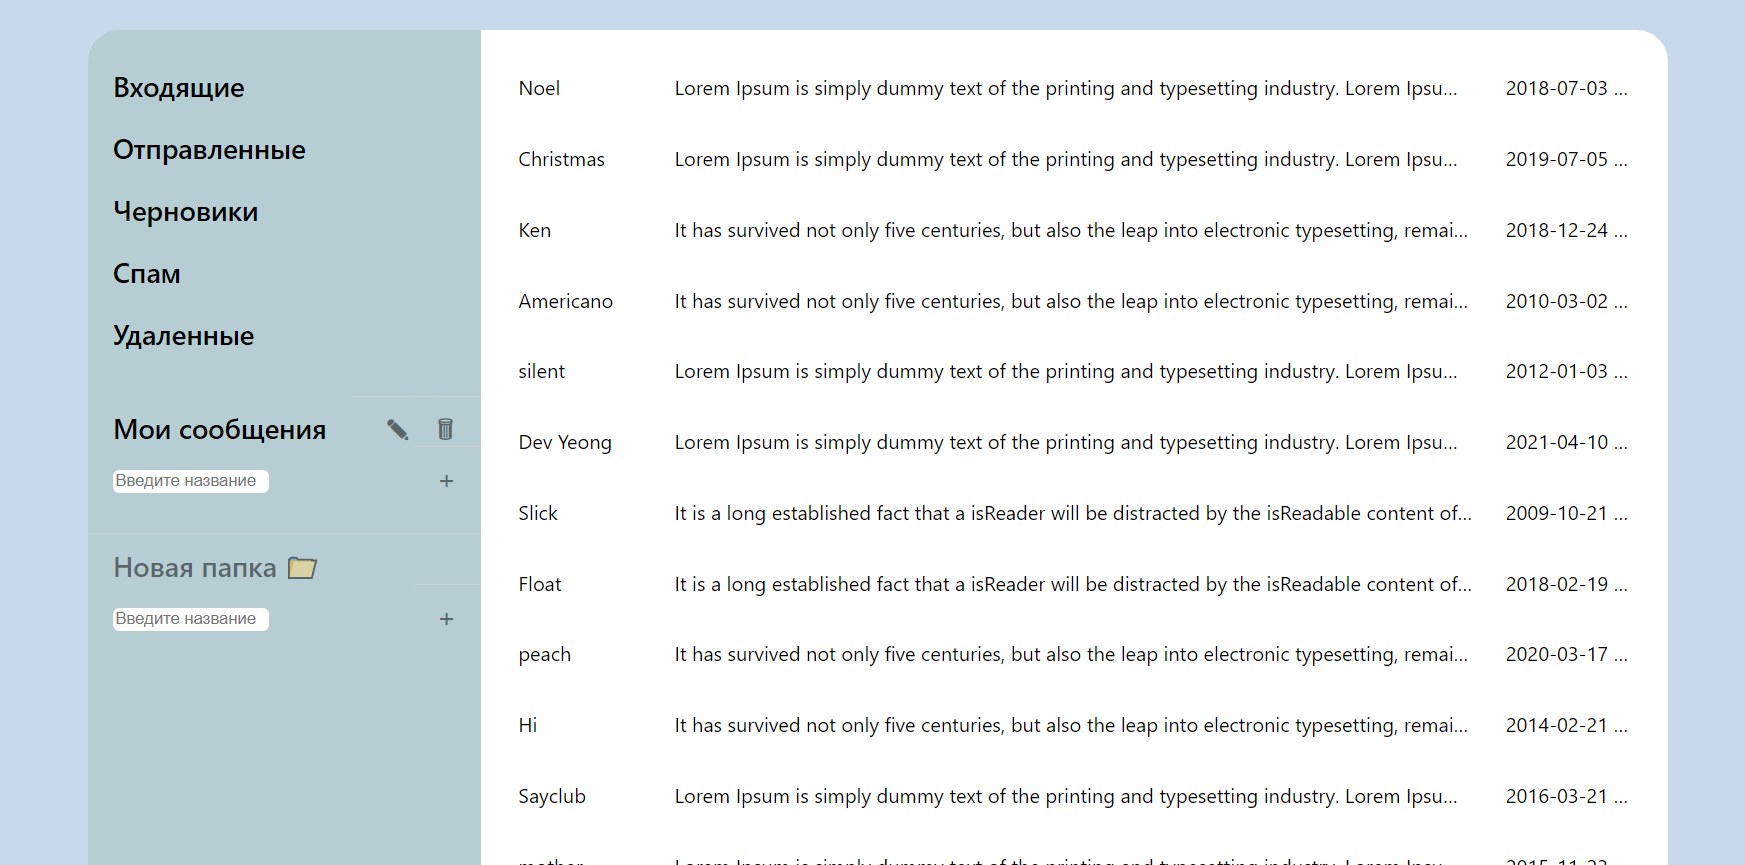 Входящие
Отправленные
Черновики
Спам
Удаленные
Мои сообщения
Введите название +
Новая папка
Введите название +
Noel Lorem Ipsum is simply dummy text of the printing and typesetting industry. Lorem Ipsu... 2018-07-03 ...
Christmas Lorem Ipsum is simply dummy text of the printing and typesetting industry. Lorem Ipsu... 2019-07-05 ...
Ken It has survived not only five centuries, but also the leap into electronic typesetting, remai... 2018-12-24 ...
Americano It has survived not only five centuries, but also the leap into electronic typesetting, remai... 2010-03-02 ...
silent Lorem Ipsum is simply dummy text of the printing and typesetting industry. Lorem Ipsu... 2012-01-03 ...
Dev Yeong Lorem Ipsum is simply dummy text of the printing and typesetting industry. Lorem Ipsu... 2021-04-10 ...
Slick It is a long established fact that a isReader will be distracted by the isReadable content of... 2009-10-21 ...
Float It is a long established fact that a isReader will be distracted by the isReadable content of... 2018-02-19 ...
peach It has survived not only five centuries, but also the leap into electronic typesetting, remai... 2020-03-17 ...
Hi It has survived not only five centuries, but also the leap into electronic typesetting, remai... 2014-02-21 ...
Sayclub Lorem Ipsum is simply dummy text of the printing and typesetting industry. Lorem Ipsu... 2016-03-21 ...